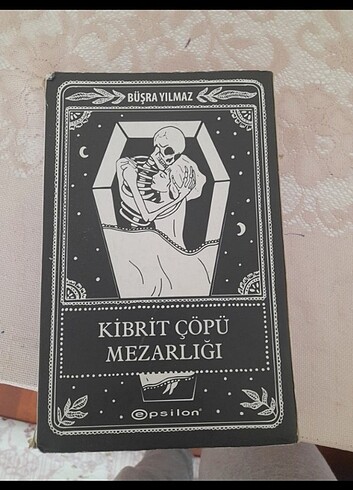 BÜŞRA YILMAZ
KİBRİT ÇÖPÜ
MEZARLIĞI
epsilon